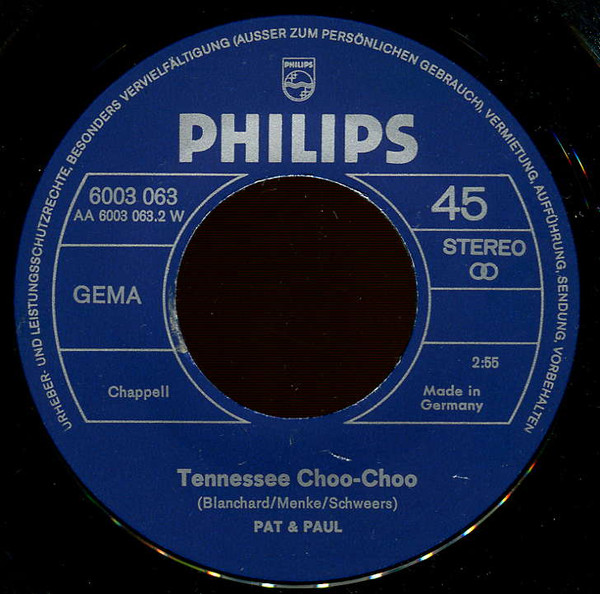 URHEBER- UND LEISTUNGSSCHUTZRECHTE, BESONDERS VERVIELFÄLTIGUNG (AUSSER ZUM PERSÖNLICHEN GEBRAUCH), VERMIETUNG, AUFFÜHRUNG, SENDUNG, VORBEHALTEN
PHILIPS
PHILIPS
6003 063
AA 6003 063.2 W
45
STEREO
GEMA
2:55
Chappell
Made in
Germany
Tennessee Choo-Choo
(Blanchard/Menke/Schweers)
PAT & PAUL